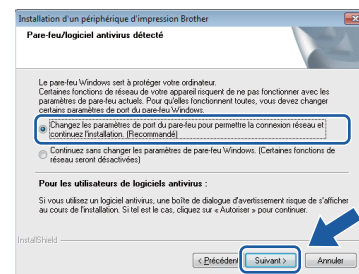 Installation d'un périphérique d'impression Brother
Pare-feu/logiciel antivirus détecté
Le pare-feu Windows sert à protéger votre ordinateur.
Certaines fonctions de réseau de votre appareil risquent de ne pas fonctionner avec les
paramètres de pare-feu actuels. Pour qu'elles fonctionnent toutes, vous devez changer
certains paramètres de port du pare-feu Windows.
Changez les paramètres de port du pare-feu pour permettre la connexion réseau et
continuez l'installation. (Recommandé)
Continuez sans changer les paramètres de pare-feu Windows. (Certaines fonctions de
réseau seront désactivées)
Pour les utilisateurs de logiciels antivirus :
Si vous utilisez un logiciel antivirus, une boîte de dialogue d'avertissement risque de s'afficher
au cours de l'installation. Si tel est le cas, cliquez sur « Autoriser » pour continuer.
InstallShield
< Précédent Suivant > Annuler